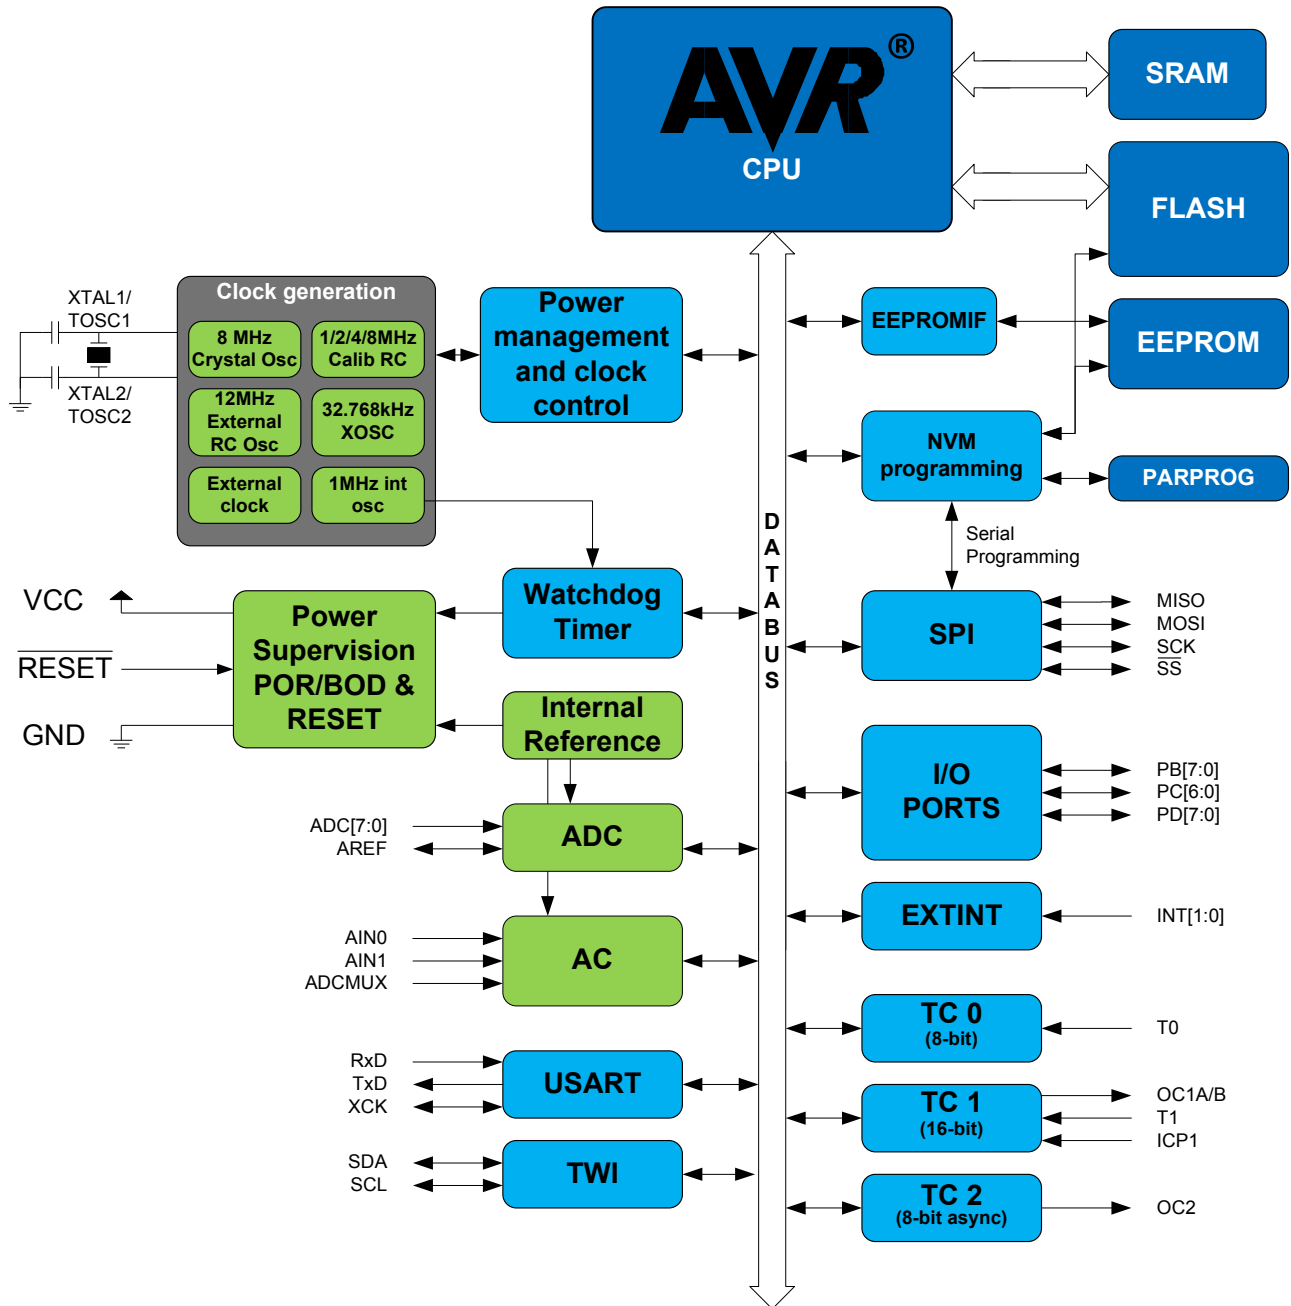 AVR®
CPU
SRAM
FLASH
EEPROM
PARPROG
XTAL1/
TOSC1
XTAL2/
TOSC2
Clock generation
8 MHz
Crystal Osc
1/2/4/8MHz
Calib RC
12MHz
External
RC Osc
32.768kHz
XOSC
External
clock
1MHz int
osc
Power
management
and clock
control
EEPROMIF
NVM
programming
Serial
Programming
DATABUS
VCC
RESET
GND
Power
Supervision
POR/BOD &
RESET
Watchdog
Timer
Internal
Reference
SPI
MISO
MOSI
SCK
SS
I/O
PORTS
PB[7:0]
PC[6:0]
PD[7:0]
ADC[7:0]
AREF
ADC
AIN0
AIN1
ADCMUX
AC
EXTINT
INT[1:0]
TC 0
(8-bit)
T0
RxD
TxD
XCK
USART
TC 1
(16-bit)
OC1A/B
T1
ICP1
SDA
SCL
TWI
TC 2
(8-bit async)
OC2